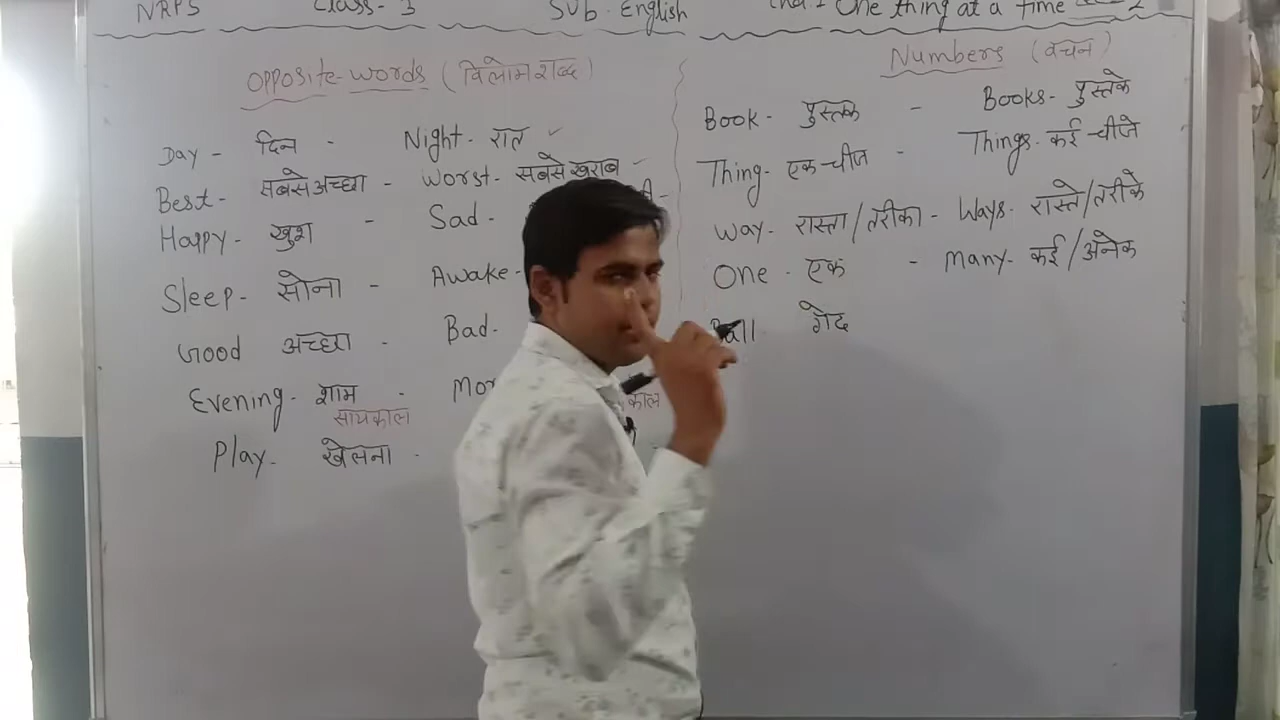 NRPS Class- 3 Sub. English One thing at a Time
Opposite-words (विलोम शब्द)
Day - दिन - Night - रात ✓
Best - सबसे अच्छा - Worst - सबसे खराब -
Happy - खुश - Sad -
Sleep - सोना - Awake -
Good अच्छा - Bad -
Evening - शाम - Mor
सायकाल काल
Play - खेलना -
Numbers (वचन)
Book - पुस्तक - Books - पुस्तके
Thing - एक चीज - Things - कई चीजे
Way - रास्ता/तरीका - Ways - रास्ते/तरीके
One - एक - Many - कई/अनेक
Ball गेद